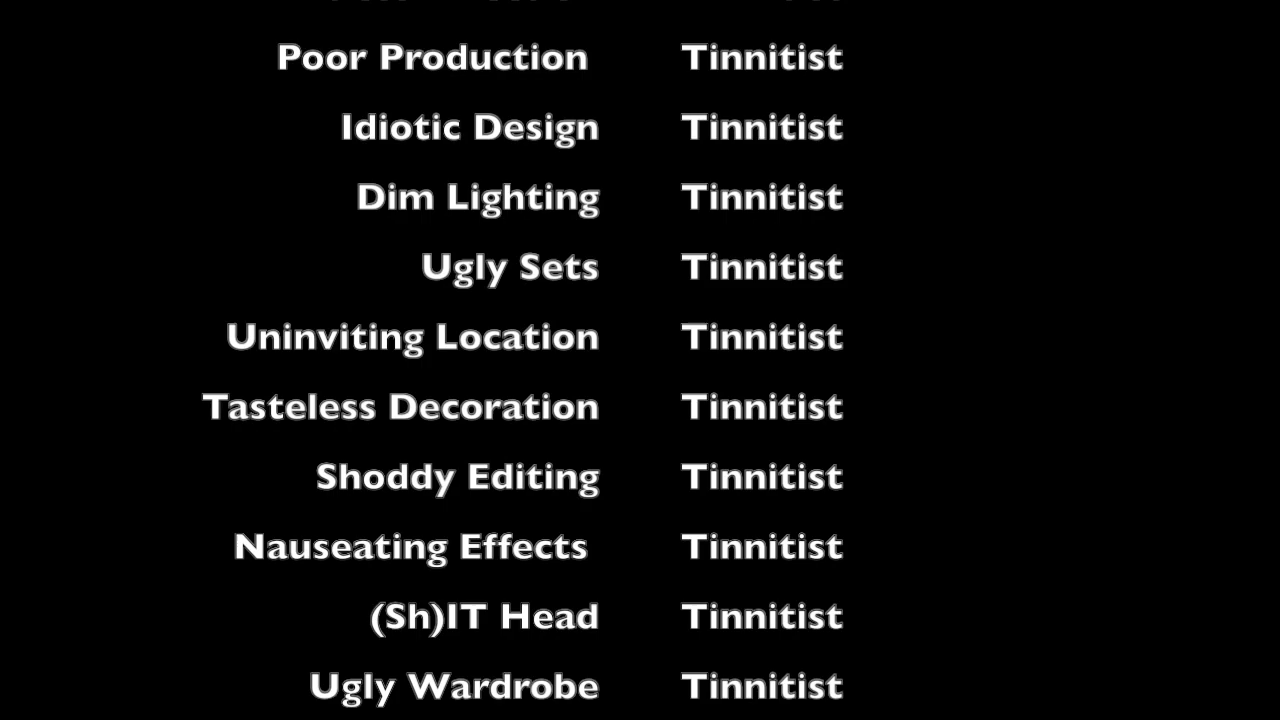 Poor Production Tinnitist
Idiotic Design Tinnitist
Dim Lighting Tinnitist
Ugly Sets Tinnitist
Uninviting Location Tinnitist
Tasteless Decoration Tinnitist
Shoddy Editing Tinnitist
Nauseating Effects Tinnitist
(Sh)IT Head Tinnitist
Ugly Wardrobe Tinnitist